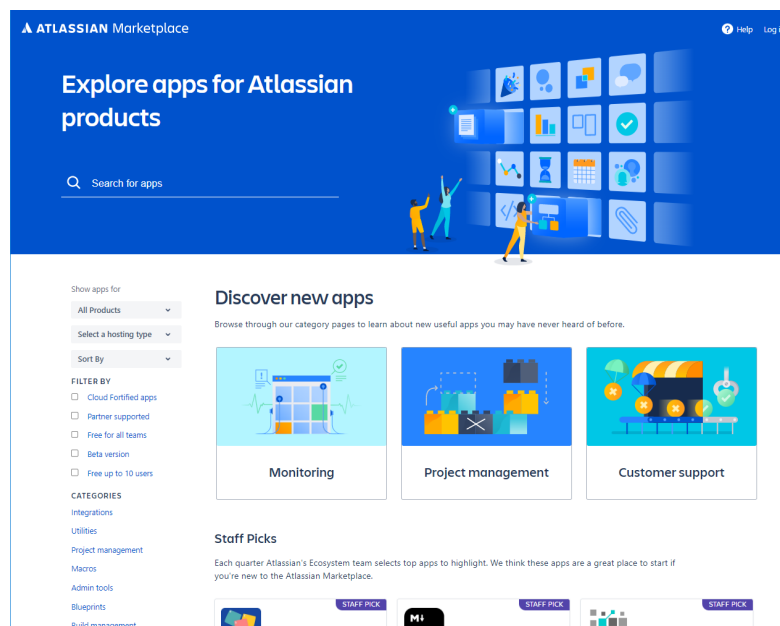 ATLASSIAN Marketplace
Help Log i
Explore apps for Atlassian
products
Search for apps
Show apps for
All Products
Select a hosting type
Sort By
FILTER BY
Cloud Fortified apps
Partner supported
Free for all teams
Beta version
Free up to 10 users
CATEGORIES
Integrations
Utilities
Project management
Macros
Admin tools
Blueprints
Build management
Discover new apps
Browse through our category pages to learn about new useful apps you may have never heard of before.
Monitoring
Project management
Customer support
Staff Picks
Each quarter Atlassian's Ecosystem team selects top apps to highlight. We think these apps are a great place to start if
you're new to the Atlassian Marketplace.
STAFF PICK
M
STAFF PICK
STAFF PICK